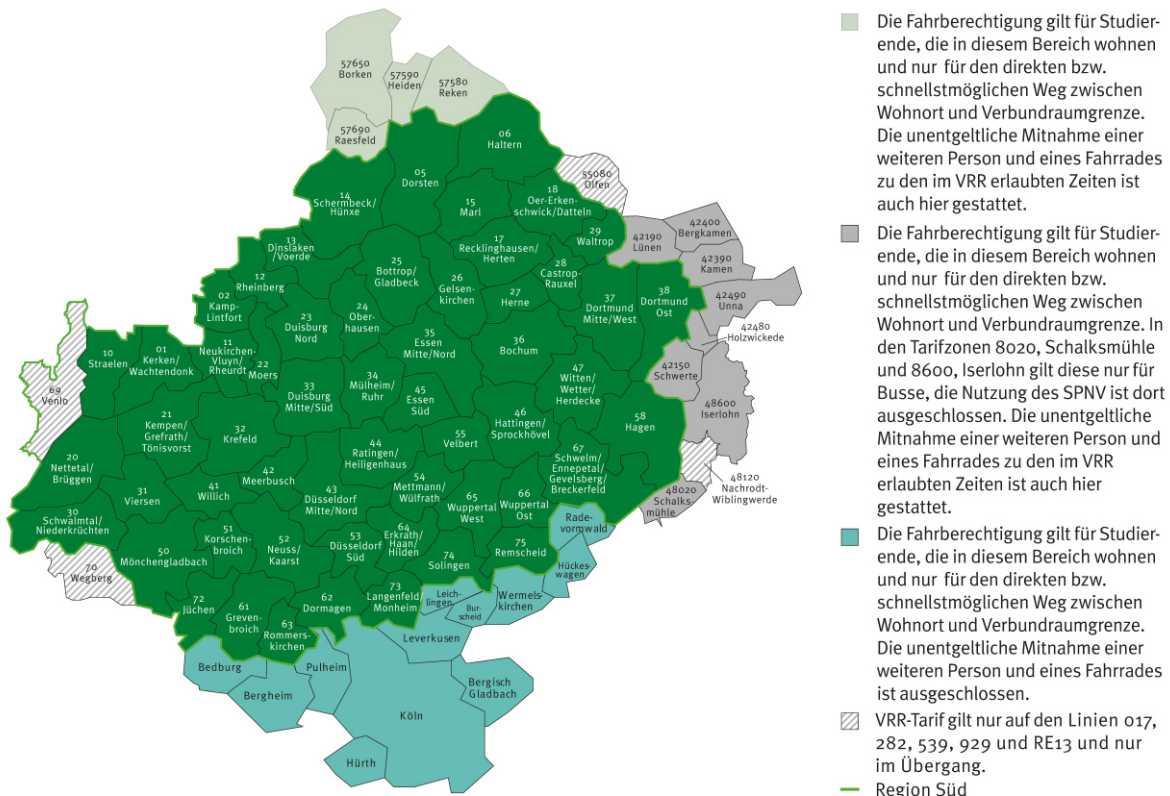 57650
Borken
57590
Heiden
57580
Reken
57690
Raesfeld
06
Haltern
05
Dorsten
55080
Olfen
14
Schermbeck/
Hünxe
15
Marl
18
Oer-Erken-
schwick/Datteln
29
Waltrop
42190
Lünen
42400
Bergkamen
42390
Kamen
42490
Unna
42480
Holzwickede
13
Dinslaken
/Voerde
17
Recklinghausen/
Herten
12
Rheinberg
25
Bottrop/
Gladbeck
26
Gelsen-
kirchen
28
Castrop-
Rauxel
27
Herne
37
Dortmund
Mitte/West
38
Dortmund
Ost
02
Kamp-
Lintfort
23
Duisburg
Nord
24
Ober-
hausen
35
Essen
Mitte/Nord
36
Bochum
42150
Schwerte
48600
Iserlohn
10
Straelen
01
Kerken/
Wachtendonk
11
Neukirchen-
Vluyn/
Rheurdt
22
Moers
69
Venlo
33
Duisburg
Mitte/Süd
34
Mülheim/
Ruhr
45
Essen
Süd
47
Witten/
Wetter/
Herdecke
21
Kempen/
Grefrath/
Tönisvorst
32
Krefeld
46
Hattingen/
Sprockhövel
58
Hagen
44
Ratingen/
Heiligenhaus
55
Velbert
67
Schwelm/
Ennepetal/
Gevelsberg/
Breckerfeld
48120
Nachrodt-
Wiblingwerde
48020
Schalks-
mühle
20
Nettetal/
Brüggen
31
Viersen
41
Willich
42
Meerbusch
43
Düsseldorf
Mitte/Nord
54
Mettmann/
Wülfrath
65
Wuppertal
West
66
Wuppertal
Ost
30
Schwalmtal/
Niederkrüchten
51
Korschen-
broich
52
Neuss/
Kaarst
53
Düsseldorf
Süd
64
Erkrath/
Haan/
Hilden
74
Solingen
75
Remscheid
Rade-
vormwald
Hückes-
wagen
50
Mönchengladbach
70
Wegberg
72
Jüchen
61
Greven-
broich
63
Rommers-
kirchen
62
Dormagen
73
Langenfeld/
Monheim
Leich-
lingen
Bur-
scheid
Wermels-
kirchen
Leverkusen
Bedburg
Pulheim
Bergheim
Bergisch
Gladbach
Köln
Hürth
Die Fahrberechtigung gilt für Studier-
ende, die in diesem Bereich wohnen
und nur für den direkten bzw.
schnellstmöglichen Weg zwischen
Wohnort und Verbundraumgrenze.
Die unentgeltliche Mitnahme einer
weiteren Person und eines Fahrrades
zu den im VRR erlaubten Zeiten ist
auch hier gestattet.
Die Fahrberechtigung gilt für Studier-
ende, die in diesem Bereich wohnen
und nur für den direkten bzw.
schnellstmöglichen Weg zwischen
Wohnort und Verbundraumgrenze. In
den Tarifzonen 8020, Schalksmühle
und 8600, Iserlohn gilt diese nur für
Busse, die Nutzung des SPNV ist dort
ausgeschlossen. Die unentgeltliche
Mitnahme einer weiteren Person und
eines Fahrrades zu den im VRR
erlaubten Zeiten ist auch hier
gestattet.
Die Fahrberechtigung gilt für Studier-
ende, die in diesem Bereich wohnen
und nur für den direkten bzw.
schnellstmöglichen Weg zwischen
Wohnort und Verbundraumgrenze.
Die unentgeltliche Mitnahme einer
weiteren Person und eines Fahrrades
ist ausgeschlossen.
VRR-Tarif gilt nur auf den Linien 017,
282, 539, 929 und RE13 und nur
im Übergang.
Region Süd